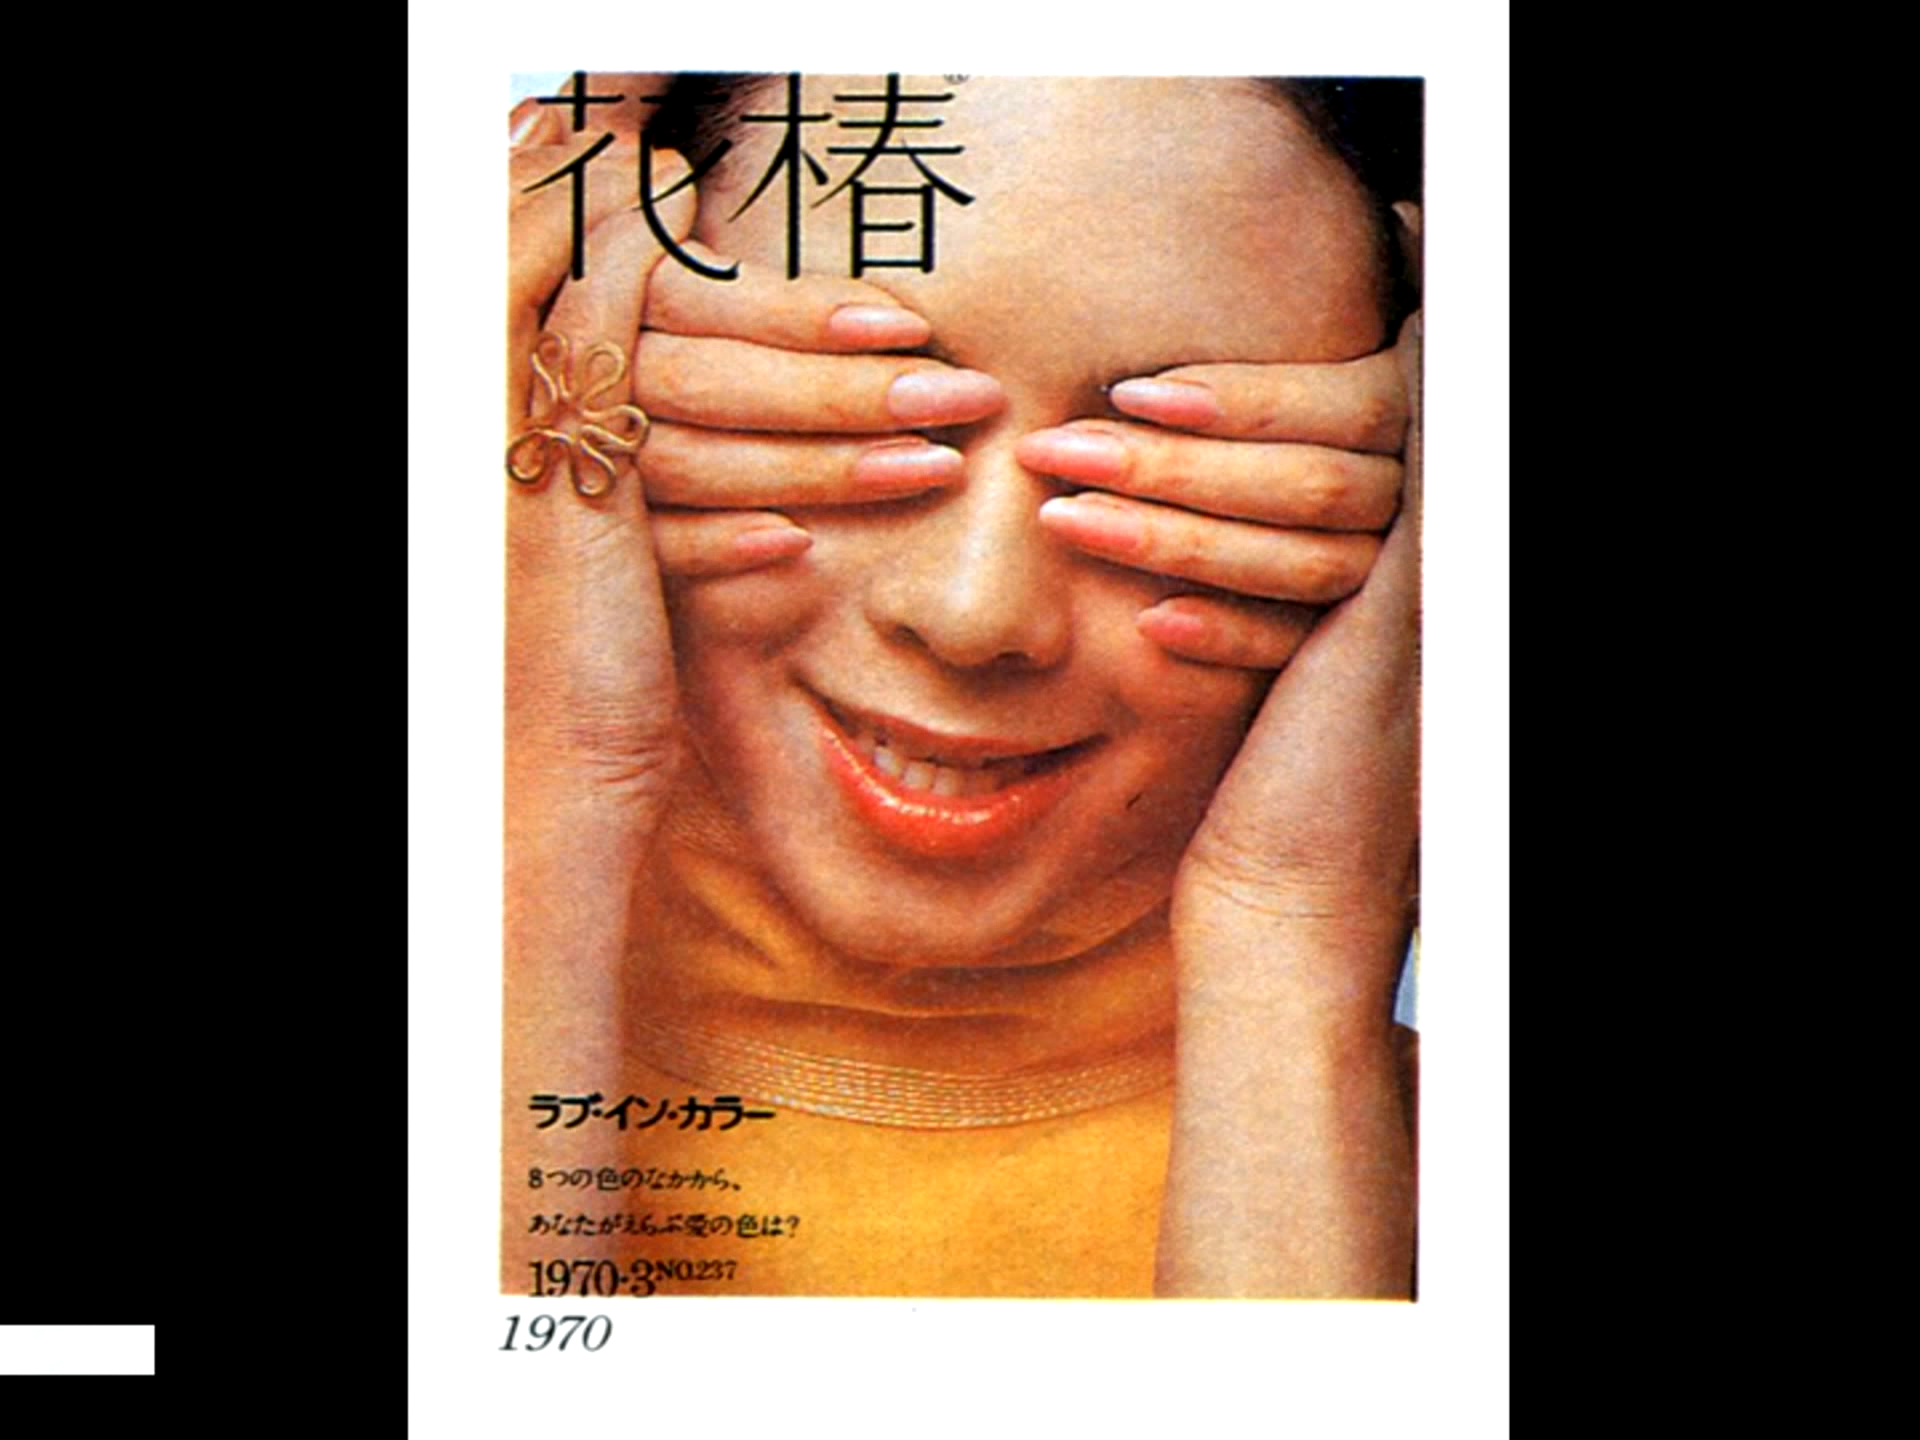 花椿
ラブ・イン・カラー
8つの色のなかから、
あなたがえらぶ愛の色は?
1970・3 NO.237
1970